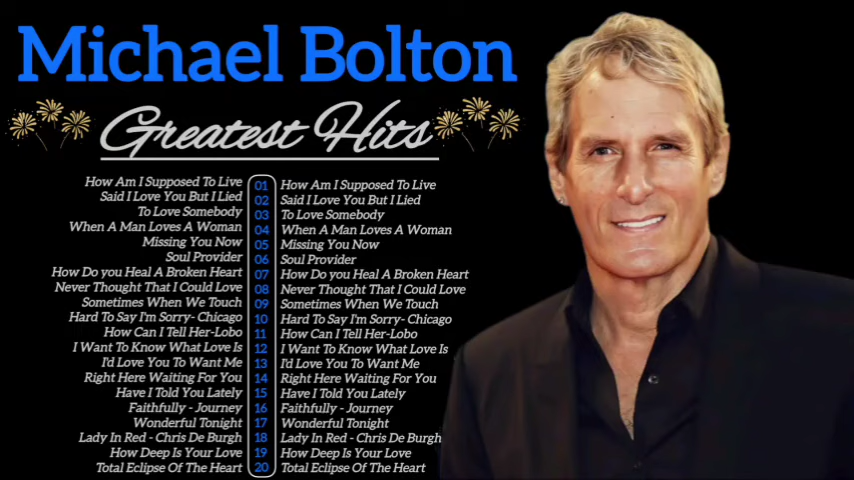 Michael Bolton
Greatest Hits
How Am I Supposed To Live 01 How Am I Supposed To Live
Said I Love You But I Lied 02 Said I Love You But I Lied
To Love Somebody 03 To Love Somebody
When A Man Loves A Woman 04 When A Man Loves A Woman
Missing You Now 05 Missing You Now
Soul Provider 06 Soul Provider
How Do you Heal A Broken Heart 07 How Do you Heal A Broken Heart
Never Thought That I Could Love 08 Never Thought That I Could Love
Sometimes When We Touch 09 Sometimes When We Touch
Hard To Say I'm Sorry- Chicago 10 Hard To Say I'm Sorry- Chicago
How Can I Tell Her-Lobo 11 How Can I Tell Her-Lobo
I Want To Know What Love Is 12 I Want To Know What Love Is
I'd Love You To Want Me 13 I'd Love You To Want Me
Right Here Waiting For You 14 Right Here Waiting For You
Have I Told You Lately 15 Have I Told You Lately
Faithfully - Journey 16 Faithfully - Journey
Wonderful Tonight 17 Wonderful Tonight
Lady In Red - Chris De Burgh 18 Lady In Red - Chris De Burgh
How Deep Is Your Love 19 How Deep Is Your Love
Total Eclipse Of The Heart 20 Total Eclipse Of The Heart